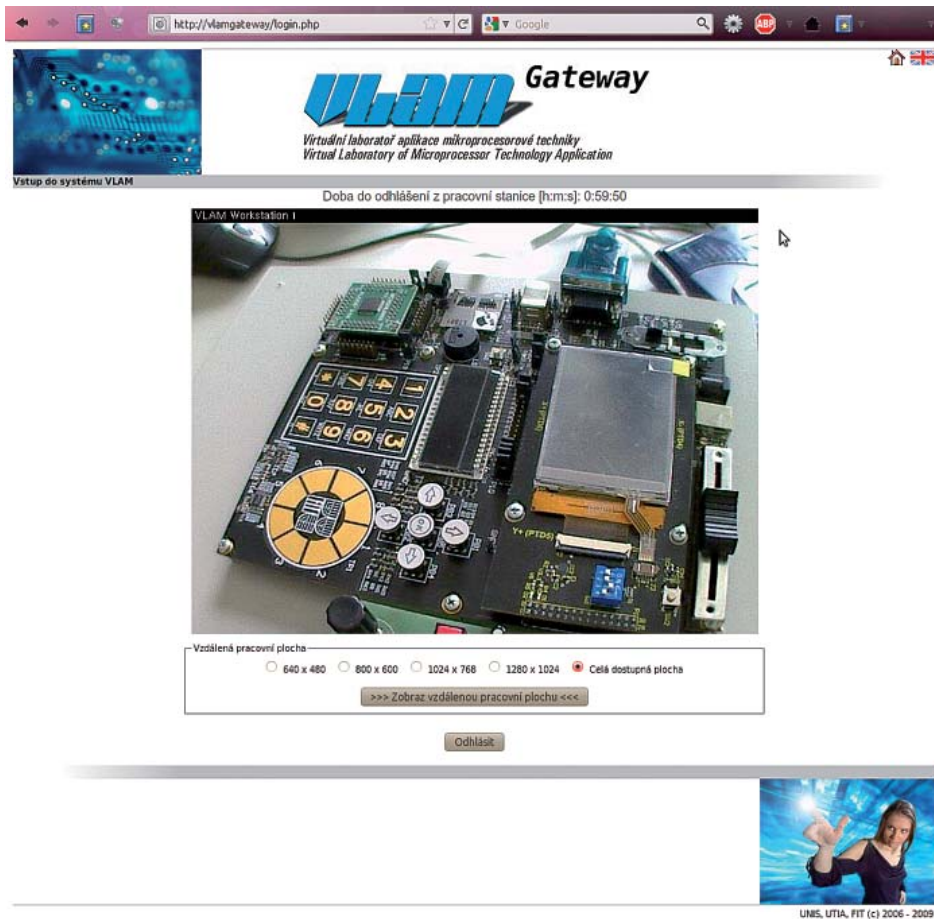 http://vlamgateway/login.php
Google
ABP
VLAM Gateway
Virtuální laboratoř aplikace mikroprocesorové techniky
Virtual Laboratory of Microprocessor Technology Application
Vstup do systému VLAM
Doba do odhlášení z pracovní stanice [h:m:s]: 0:59:50
VLAM Workstation 1
1
2
3
4
5
6
7
8
9
*
0
#
OK
Y+ (PTD5)
Vzdálená pracovní plocha
640 x 480 800 x 600 1024 x 768 1280 x 1024 Celá dostupná plocha
>>> Zobraz vzdálenou pracovní plochu <<<
Odhlásit
UNIS, UTIA, FIT (c) 2006 - 2009